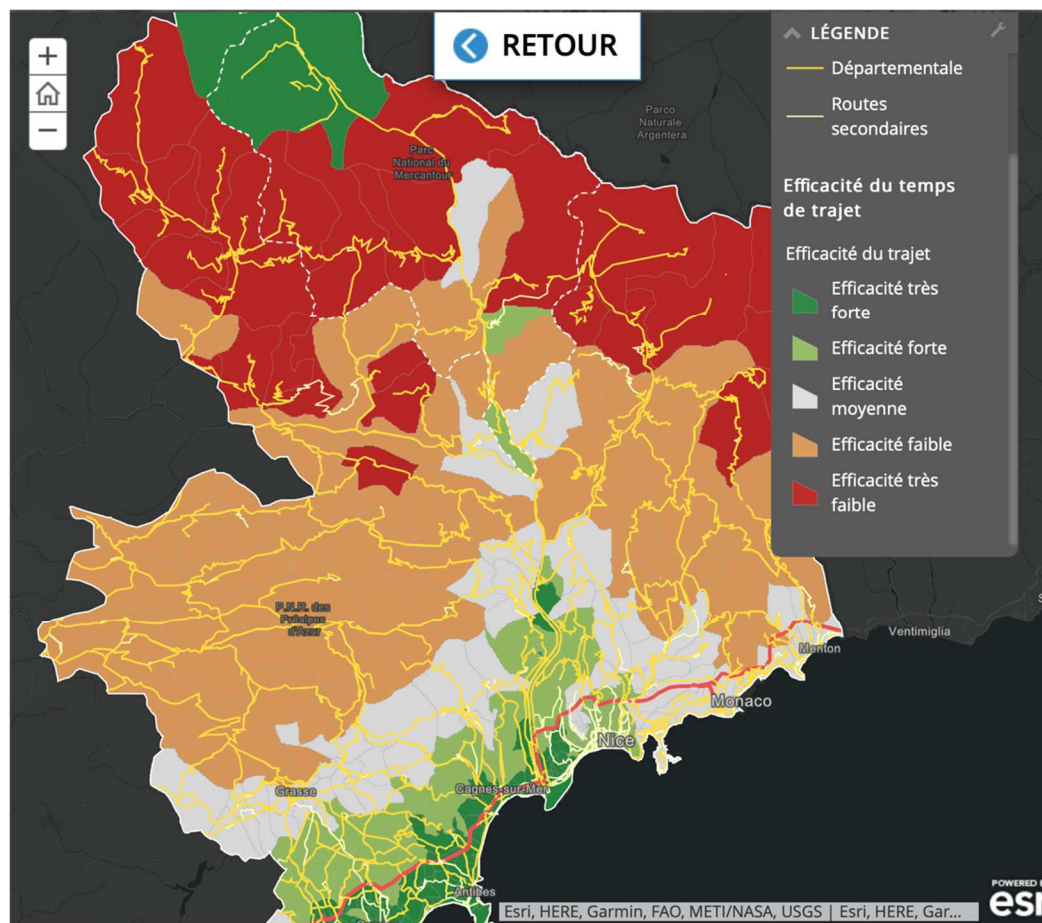 +
−
RETOUR
LÉGENDE
Départementale
Routes
secondaires
Efficacité du temps
de trajet
Efficacité du trajet
Efficacité très
forte
Efficacité forte
Efficacité
moyenne
Efficacité faible
Efficacité très
faible
Parco
Naturale
Argentera
Parc
National du
Mercantour
P.N.R. des
Préalpes
d'Azur
Ventimiglia
Menton
Monaco
Nice
Cagnes-sur-Mer
Grasse
Antibes
Esri, HERE, Garmin, FAO, METI/NASA, USGS | Esri, HERE, Gar...
POWERED
esri